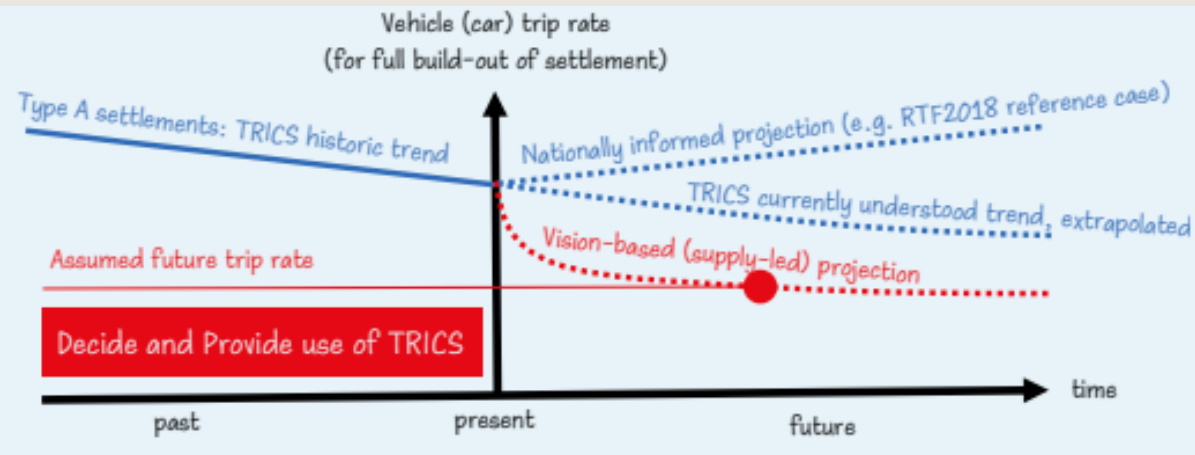 Vehicle (car) trip rate
(for full build-out of settlement)
Type A settlements: TRICS historic trend
Nationally informed projection (e.g. RTF2018 reference case)
TRICS currently understood trend, extrapolated
Vision-based (supply-led) projection
Assumed future trip rate
Decide and Provide use of TRICS
time
past
present
future